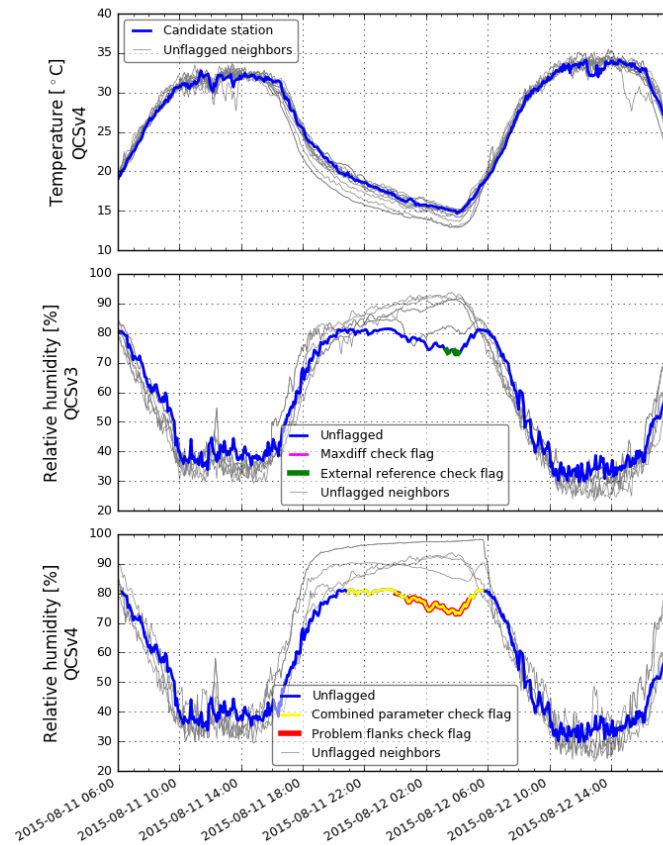 40
35
30
25
20
15
10
Temperature [ °C]
QCSv4
Candidate station
Unflagged neighbors
100
90
80
70
60
50
40
30
20
Relative humidity [%]
QCSv3
Unflagged
Maxdiff check flag
External reference check flag
Unflagged neighbors
100
90
80
70
60
50
40
30
20
Relative humidity [%]
QCSv4
Unflagged
Combined parameter check flag
Problem flanks check flag
Unflagged neighbors
2015-08-11 06:00
2015-08-11 10:00
2015-08-11 14:00
2015-08-11 18:00
2015-08-11 22:00
2015-08-12 02:00
2015-08-12 06:00
2015-08-12 10:00
2015-08-12 14:00